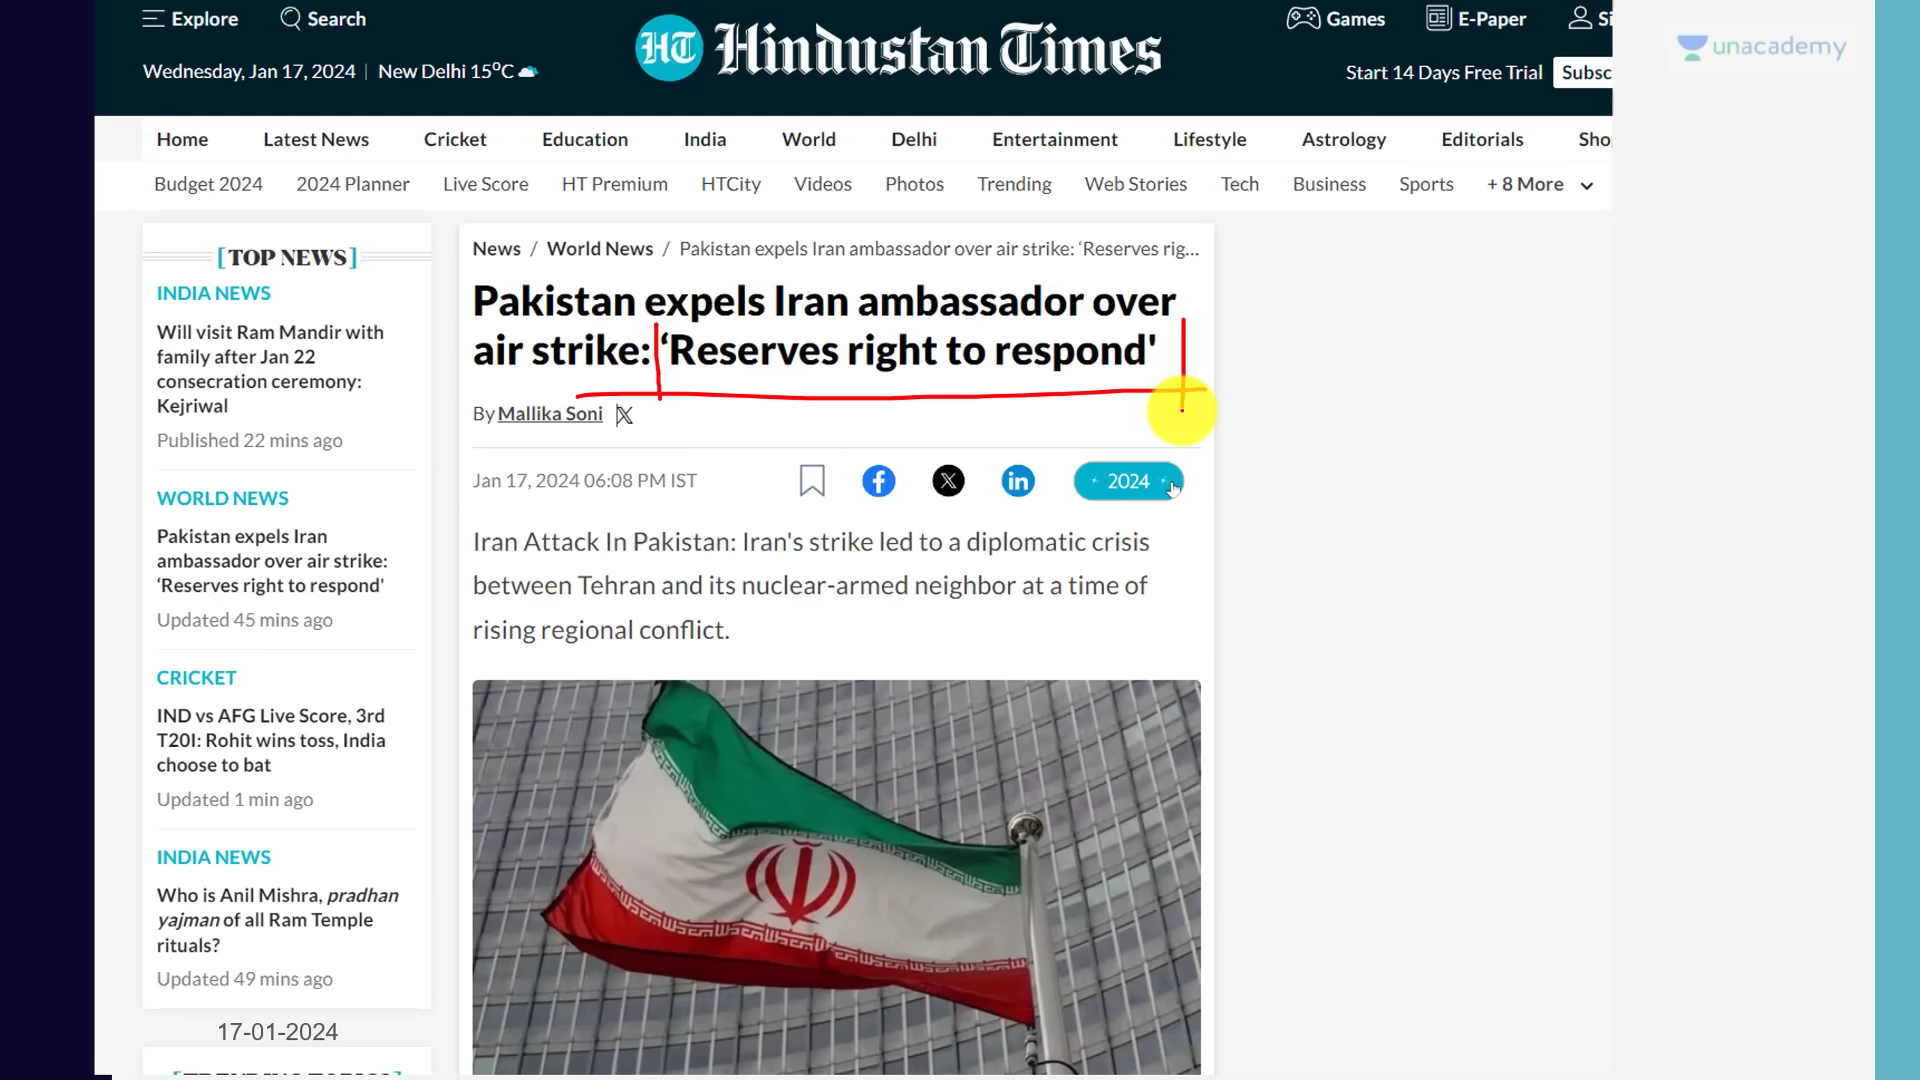 Explore
Search
HT Hindustan Times
Games
E-Paper
Wednesday, Jan 17, 2024 | New Delhi 15⁰C
Start 14 Days Free Trial
unacademy
Home Latest News Cricket Education India World Delhi Entertainment Lifestyle Astrology Editorials
Budget 2024 2024 Planner Live Score HT Premium HTCity Videos Photos Trending Web Stories Tech Business Sports + 8 More
[TOP NEWS]
INDIA NEWS
Will visit Ram Mandir with
family after Jan 22
consecration ceremony:
Kejriwal
Published 22 mins ago
WORLD NEWS
Pakistan expels Iran
ambassador over air strike:
‘Reserves right to respond'
Updated 45 mins ago
CRICKET
IND vs AFG Live Score, 3rd
T20I: Rohit wins toss, India
choose to bat
Updated 1 min ago
INDIA NEWS
Who is Anil Mishra, pradhan
yajman of all Ram Temple
rituals?
Updated 49 mins ago
17-01-2024
News / World News / Pakistan expels Iran ambassador over air strike: ‘Reserves rig...
Pakistan expels Iran ambassador over
air strike: ‘Reserves right to respond'
By Mallika Soni
Jan 17, 2024 06:08 PM IST
2024
Iran Attack In Pakistan: Iran's strike led to a diplomatic crisis
between Tehran and its nuclear-armed neighbor at a time of
rising regional conflict.